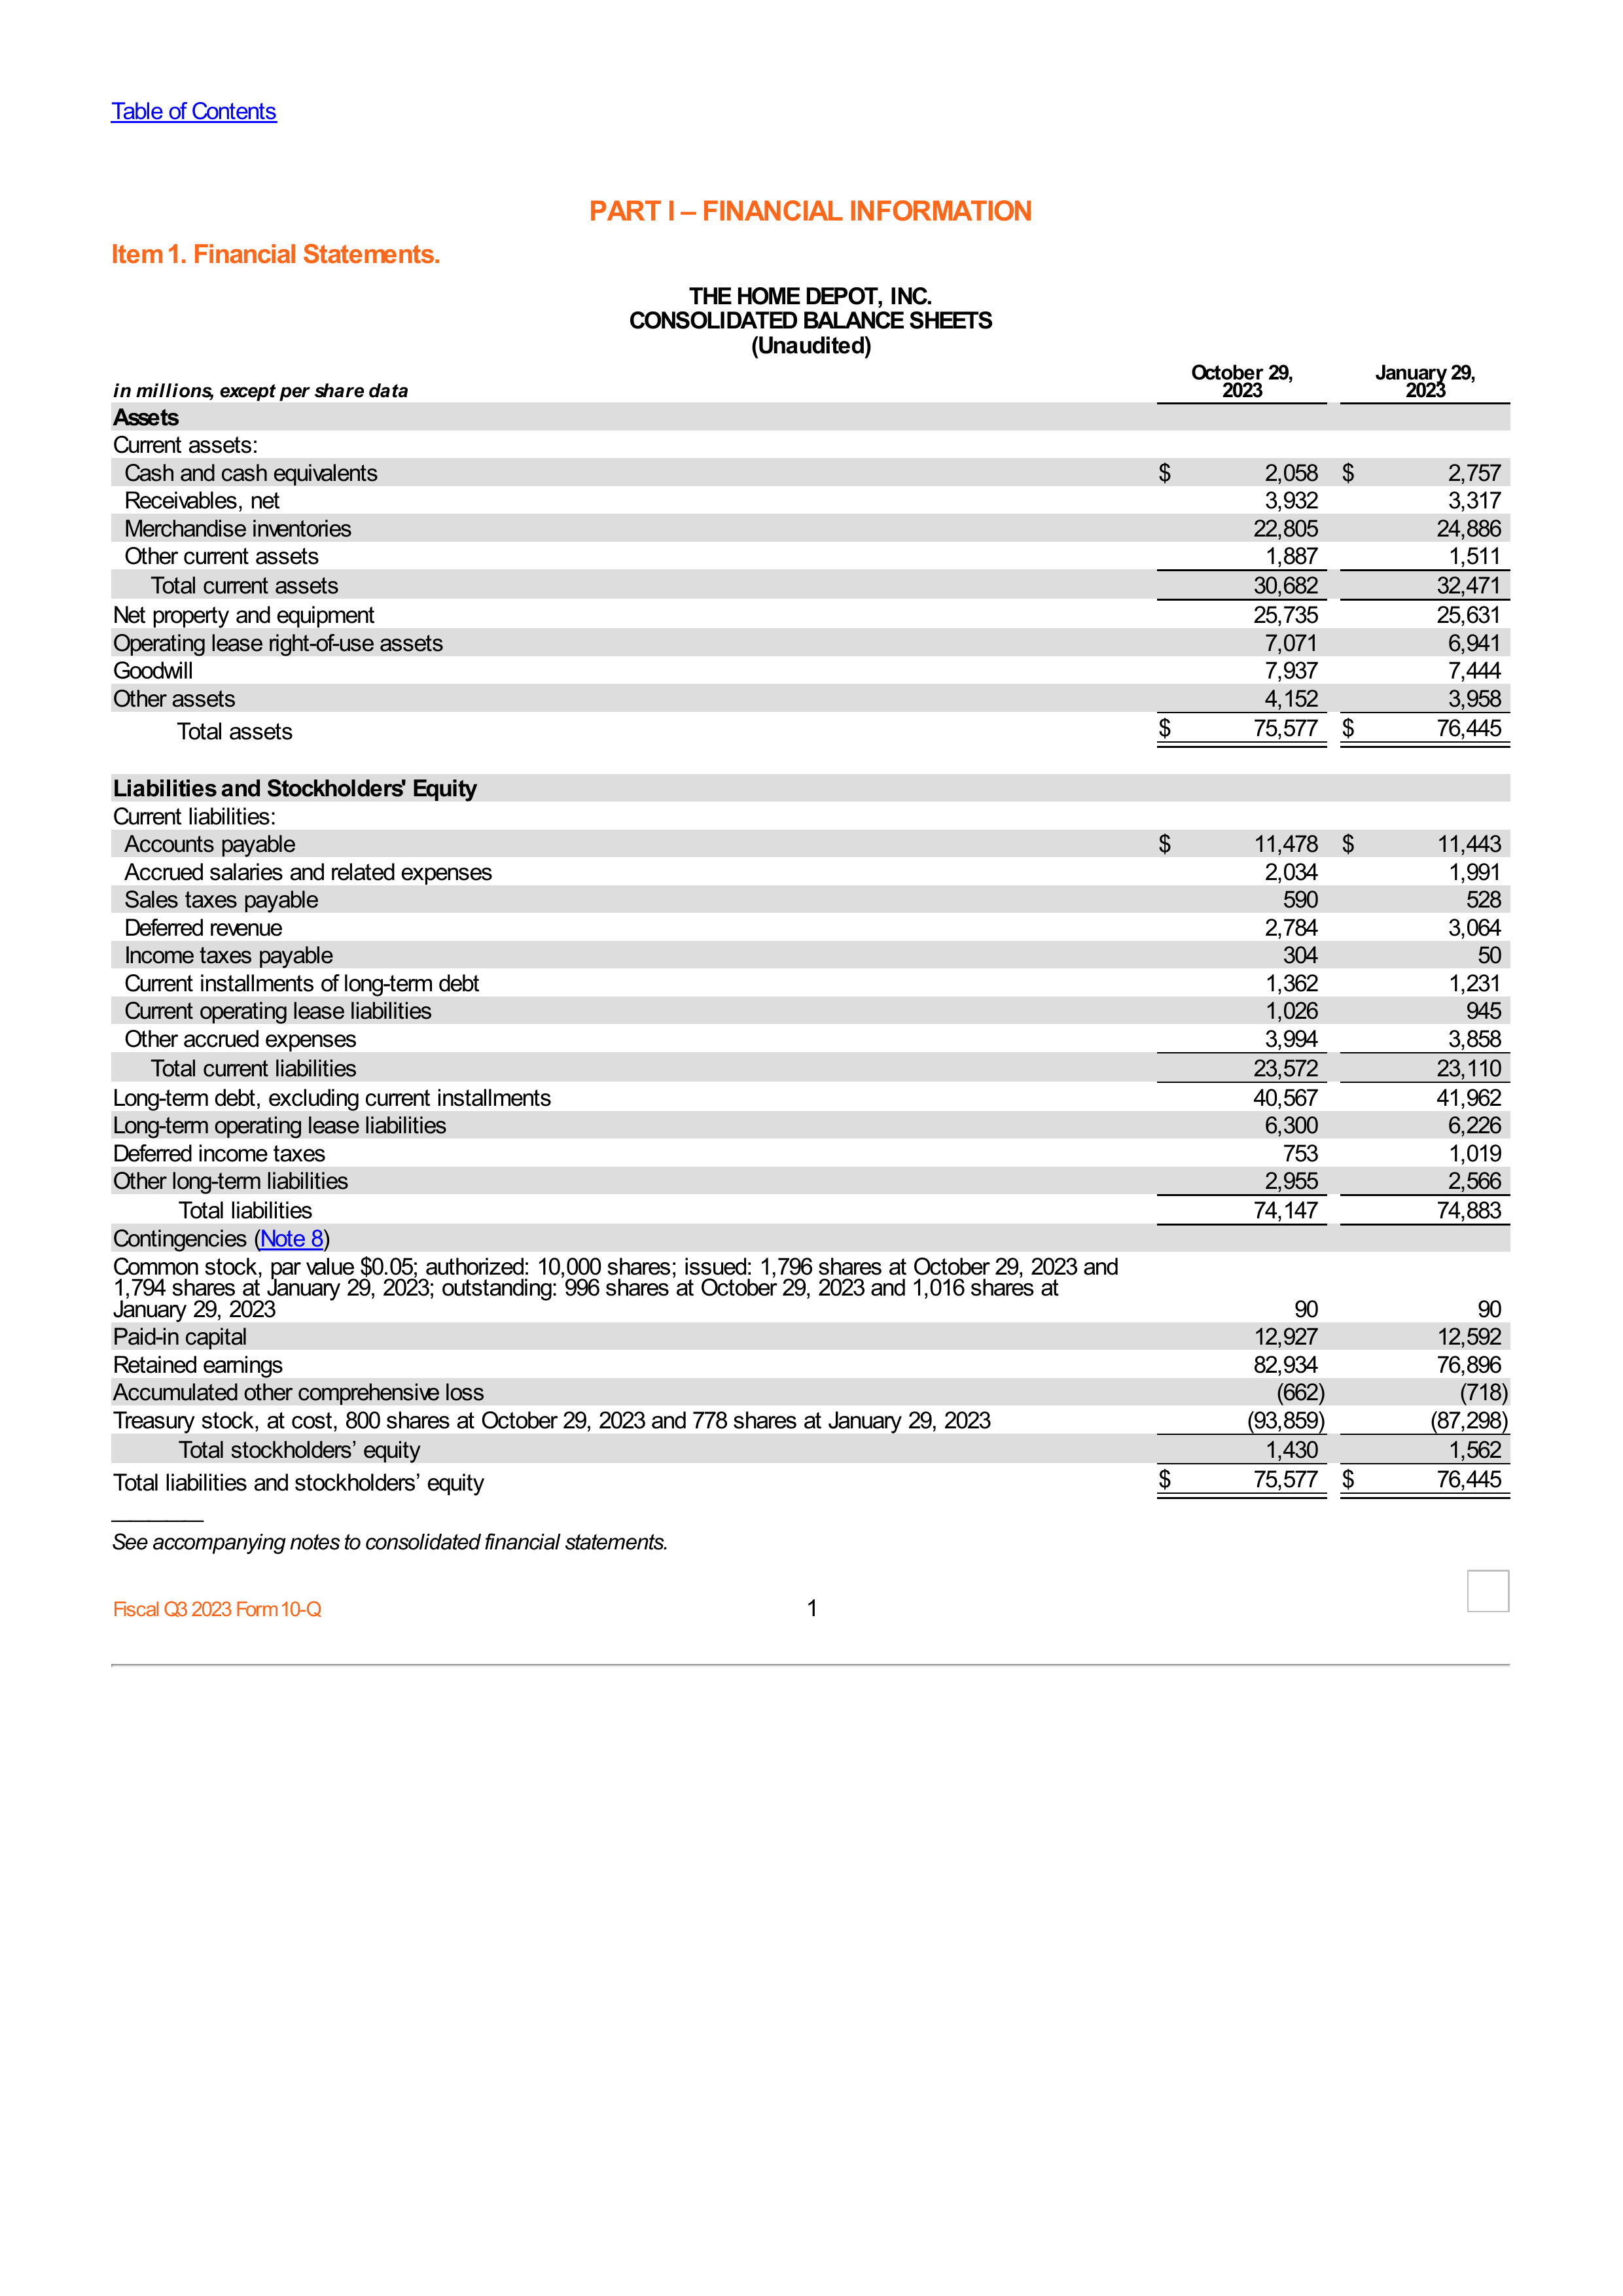 Table of Contents
PART I – FINANCIAL INFORMATION
Item 1. Financial Statements.
THE HOME DEPOT, INC.
CONSOLIDATED BALANCE SHEETS
(Unaudited)
in millions, except per share data October 29, 2023 January 29, 2023
Assets
Current assets:
Cash and cash equivalents $ 2,058 $ 2,757
Receivables, net 3,932 3,317
Merchandise inventories 22,805 24,886
Other current assets 1,887 1,511
Total current assets 30,682 32,471
Net property and equipment 25,735 25,631
Operating lease right-of-use assets 7,071 6,941
Goodwill 7,937 7,444
Other assets 4,152 3,958
Total assets $ 75,577 $ 76,445
Liabilities and Stockholders' Equity
Current liabilities:
Accounts payable $ 11,478 $ 11,443
Accrued salaries and related expenses 2,034 1,991
Sales taxes payable 590 528
Deferred revenue 2,784 3,064
Income taxes payable 304 50
Current installments of long-term debt 1,362 1,231
Current operating lease liabilities 1,026 945
Other accrued expenses 3,994 3,858
Total current liabilities 23,572 23,110
Long-term debt, excluding current installments 40,567 41,962
Long-term operating lease liabilities 6,300 6,226
Deferred income taxes 753 1,019
Other long-term liabilities 2,955 2,566
Total liabilities 74,147 74,883
Contingencies (Note 8)
Common stock, par value $0.05; authorized: 10,000 shares; issued: 1,796 shares at October 29, 2023 and
1,794 shares at January 29, 2023; outstanding: 996 shares at October 29, 2023 and 1,016 shares at
January 29, 2023 90 90
Paid-in capital 12,927 12,592
Retained earnings 82,934 76,896
Accumulated other comprehensive loss (662) (718)
Treasury stock, at cost, 800 shares at October 29, 2023 and 778 shares at January 29, 2023 (93,859) (87,298)
Total stockholders’ equity 1,430 1,562
Total liabilities and stockholders’ equity $ 75,577 $ 76,445
See accompanying notes to consolidated financial statements.
Fiscal Q3 2023 Form 10-Q 1